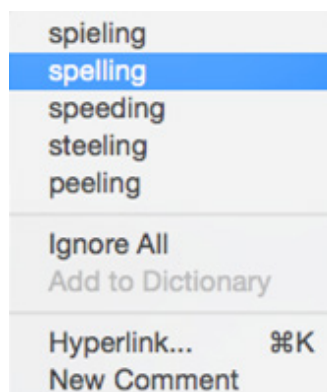 spieling
spelling
speeding
steeling
peeling
Ignore All
Add to Dictionary
Hyperlink... ⌘K
New Comment